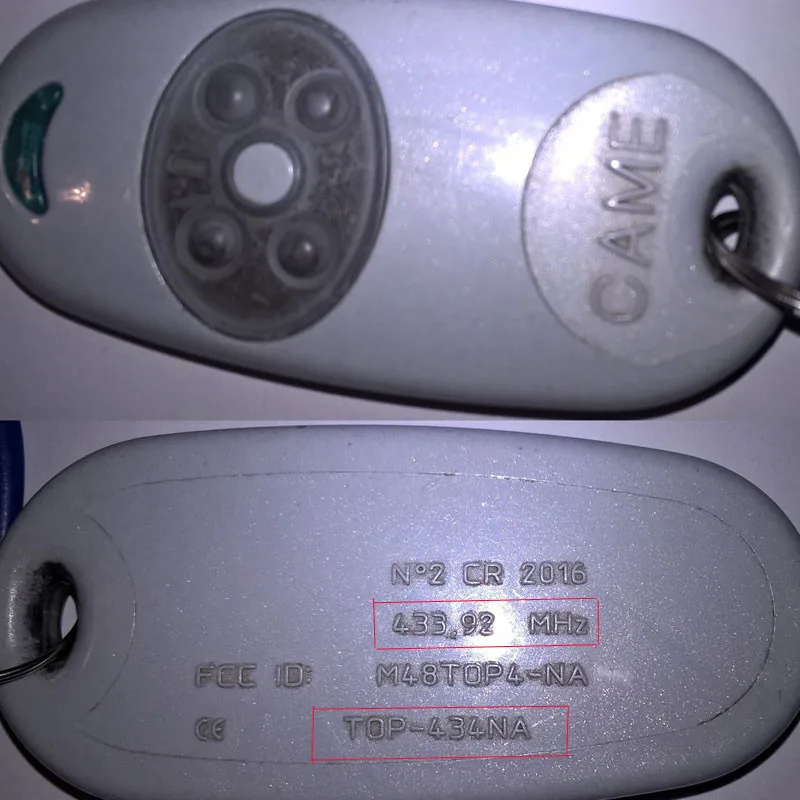 CAME
N°2 CR 2016
433.92 MHz
FCC ID: M48TOP4-NA
CE TOP-434NA